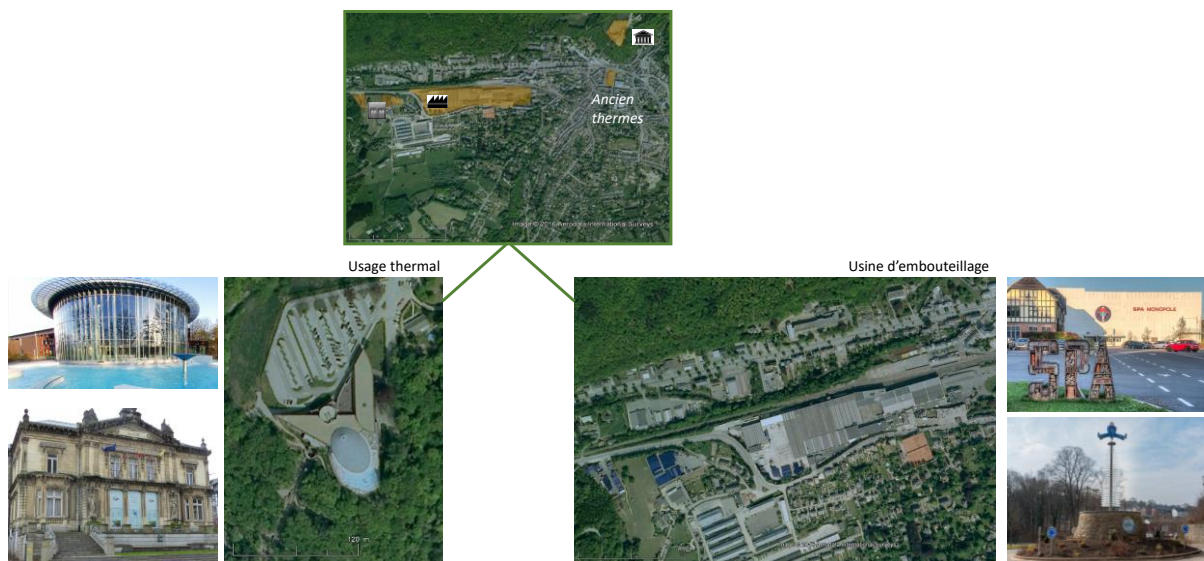 Ancien
thermes
Image © 2016 Aerodata International Surveys
Usage thermal
Usine d'embouteillage
SPA MONOPOLE
SPA
120 m